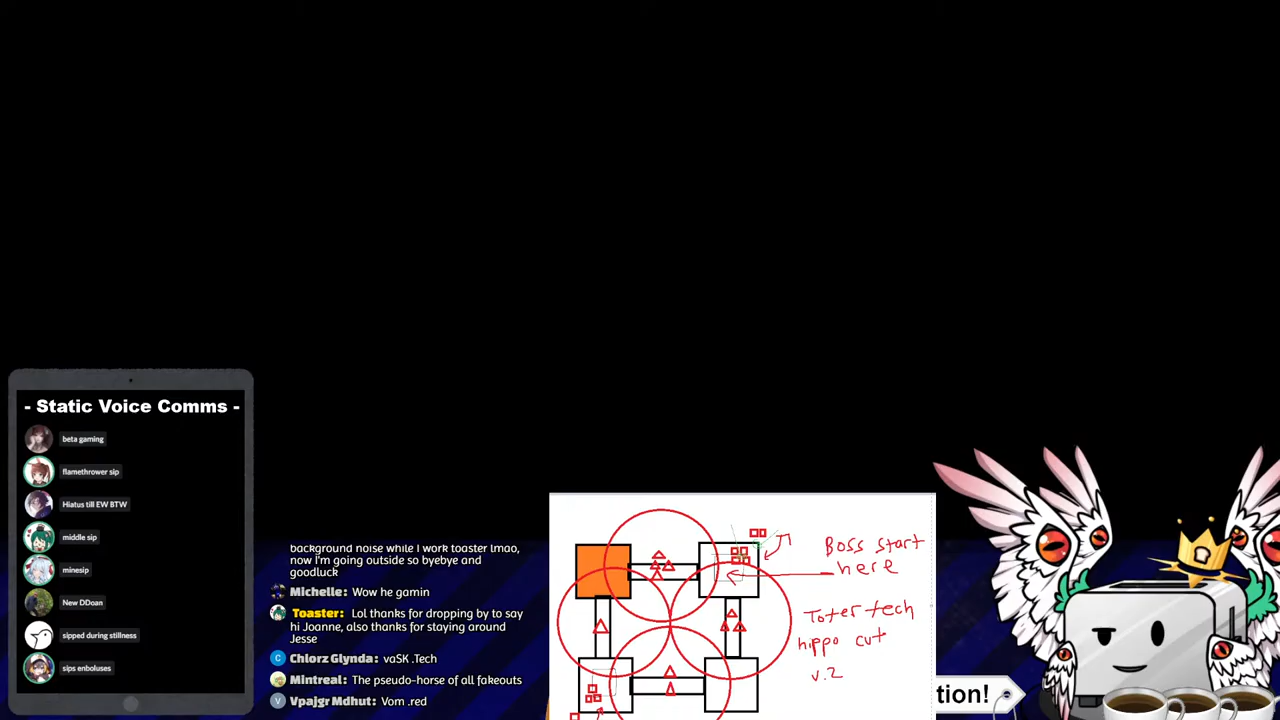 - Static Voice Comms -
beta gaming
flamethrower sip
Hiatus till EW BTW
middle sip
minesip
New DDoan
sipped during stillness
sips enboluses
background noise while I work toaster lmao,
now i'm going outside so byebye and
goodluck
Michelle: Wow he gamin
Toaster: Lol thanks for dropping by to say
hi Joanne, also thanks for staying around
Jesse
C Chlorz Glynda: vaSK .Tech
Mintreal: The pseudo-horse of all fakeouts
V Vpajgr Mdhut: Vom .red
Boss start
here
Toter tech
hippo cut
v.2
tion!